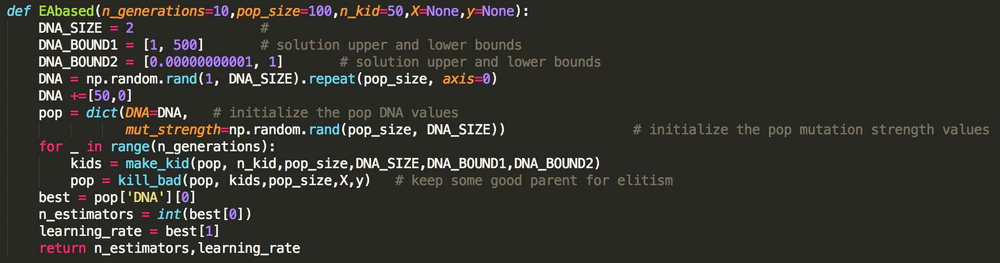 def EAbased(n_generations=10,pop_size=100,n_kid=50,X=None,y=None):
    DNA_SIZE = 2                #
    DNA_BOUND1 = [1, 500]       # solution upper and lower bounds
    DNA_BOUND2 = [0.00000000001, 1]       # solution upper and lower bounds
    DNA = np.random.rand(1, DNA_SIZE).repeat(pop_size, axis=0)
    DNA +=[50,0]
    pop = dict(DNA=DNA,   # initialize the pop DNA values
               mut_strength=np.random.rand(pop_size, DNA_SIZE))                # initialize the pop mutation strength values
    for _ in range(n_generations):
        kids = make_kid(pop, n_kid,pop_size,DNA_SIZE,DNA_BOUND1,DNA_BOUND2)
        pop = kill_bad(pop, kids,pop_size,X,y)   # keep some good parent for elitism
    best = pop['DNA'][0]
    n_estimators = int(best[0])
    learning_rate = best[1]
    return n_estimators,learning_rate